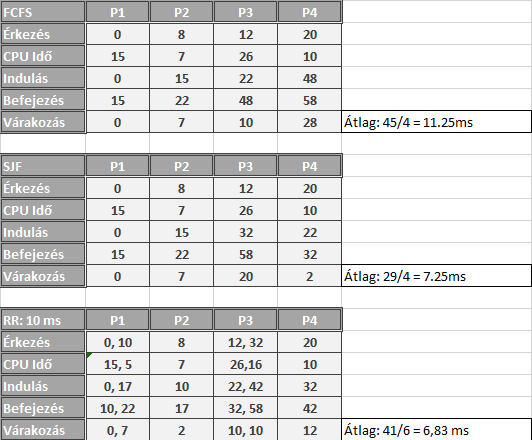 FCFS P1 P2 P3 P4
Érkezés 0 8 12 20
CPU Idő 15 7 26 10
Indulás 0 15 22 48
Befejezés 15 22 48 58
Várakozás 0 7 10 28 Átlag: 45/4 = 11.25ms
SJF P1 P2 P3 P4
Érkezés 0 8 12 20
CPU Idő 15 7 26 10
Indulás 0 15 32 22
Befejezés 15 22 58 32
Várakozás 0 7 20 2 Átlag: 29/4 = 7.25ms
RR: 10 ms P1 P2 P3 P4
Érkezés 0, 10 8 12, 32 20
CPU Idő 15, 5 7 26,16 10
Indulás 0, 17 10 22, 42 32
Befejezés 10, 22 17 32, 58 42
Várakozás 0, 7 2 10, 10 12 Átlag: 41/6 = 6,83 ms